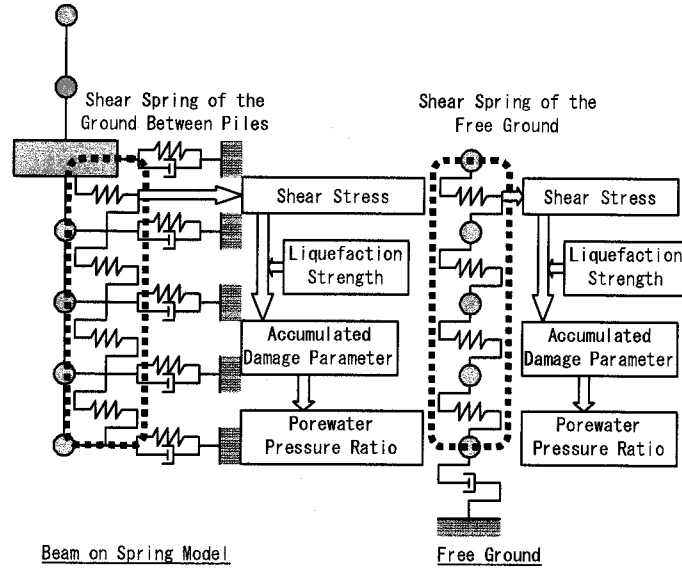 Shear Spring of the
Ground Between Piles
Shear Stress
Liquefaction
Strength
Accumulated
Damage Parameter
Porewater
Pressure Ratio
Beam on Spring Model
Shear Spring of the
Free Ground
Shear Stress
Liquefaction
Strength
Accumulated
Damage Parameter
Porewater
Pressure Ratio
Free Ground